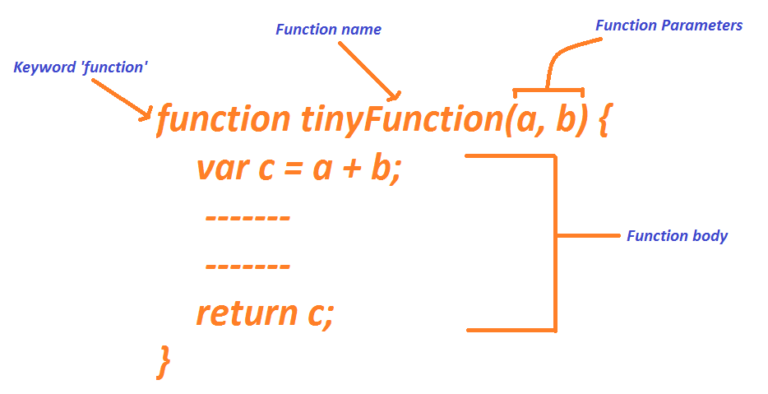 Function name
Function Parameters
Keyword 'function'
function tinyFunction(a, b) {
var c = a + b;
-------
Function body
-------
return c;
}